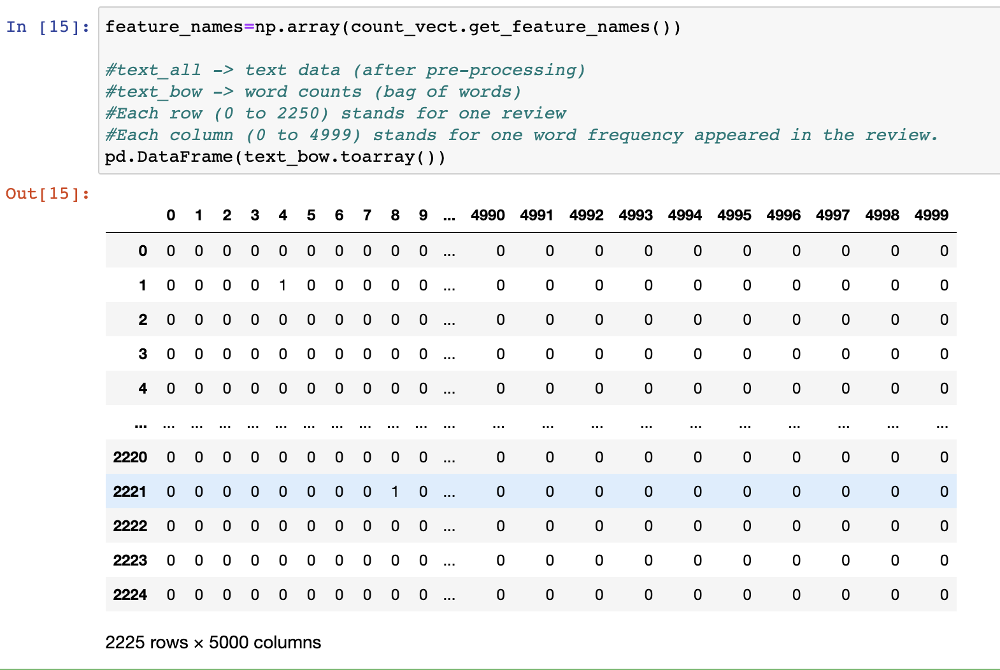 In [15]: feature_names=np.array(count_vect.get_feature_names())
#text_all -> text data (after pre-processing)
#text_bow -> word counts (bag of words)
#Each row (0 to 2250) stands for one review
#Each column (0 to 4999) stands for one word frequency appeared in the review.
pd.DataFrame(text_bow.toarray())
Out[15]:
0 1 2 3 4 5 6 7 8 9 ... 4990 4991 4992 4993 4994 4995 4996 4997 4998 4999
0 0 0 0 0 0 0 0 0 0 0 ... 0 0 0 0 0 0 0 0 0 0
1 0 0 0 0 1 0 0 0 0 0 ... 0 0 0 0 0 0 0 0 0 0
2 0 0 0 0 0 0 0 0 0 0 ... 0 0 0 0 0 0 0 0 0 0
3 0 0 0 0 0 0 0 0 0 0 ... 0 0 0 0 0 0 0 0 0 0
4 0 0 0 0 0 0 0 0 0 0 ... 0 0 0 0 0 0 0 0 0 0
... ... ... ... ... ... ... ... ... ... ... ... ... ... ... ... ... ... ... ... ... ...
2220 0 0 0 0 0 0 0 0 0 0 ... 0 0 0 0 0 0 0 0 0 0
2221 0 0 0 0 0 0 0 0 1 0 ... 0 0 0 0 0 0 0 0 0 0
2222 0 0 0 0 0 0 0 0 0 0 ... 0 0 0 0 0 0 0 0 0 0
2223 0 0 0 0 0 0 0 0 0 0 ... 0 0 0 0 0 0 0 0 0 0
2224 0 0 0 0 0 0 0 0 0 0 ... 0 0 0 0 0 0 0 0 0 0
2225 rows × 5000 columns